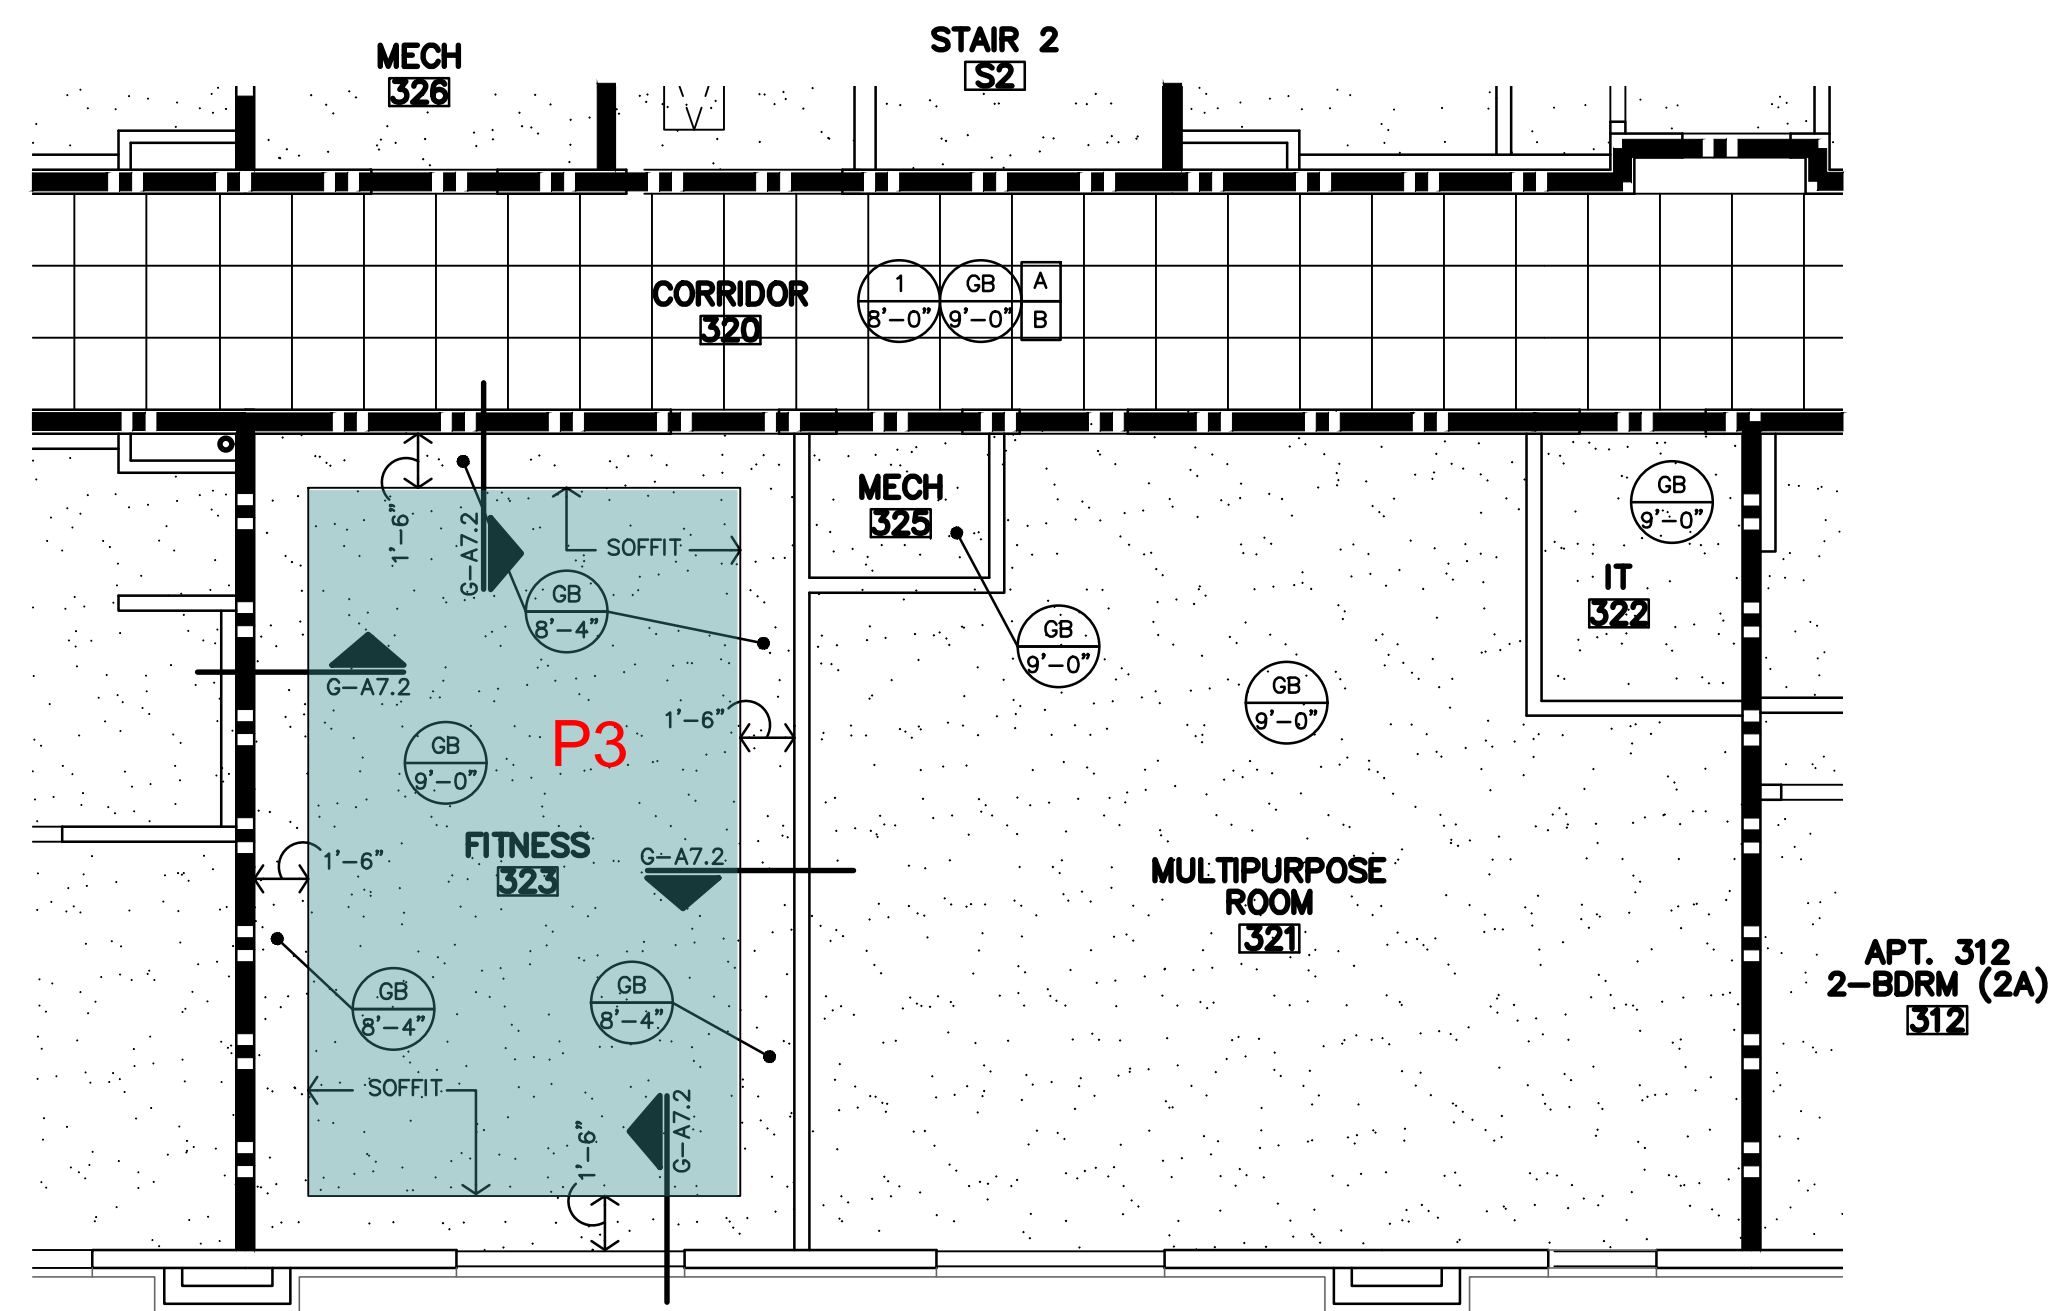 STAIR 2
S2
MECH
326
CORRIDOR
320
1
8'-0"
GB
9'-0"
A
B
1'-6"
G-A7.2
SOFFIT
GB
8'-4"
G-A7.2
1'-6"
P3
GB
9'-0"
FITNESS
323
1'-6"
G-A7.2
GB
8'-4"
GB
8'-4"
SOFFIT
1'-6"
G-A7.2
MECH
325
GB
9'-0"
GB
9'-0"
MULTIPURPOSE
ROOM
321
GB
9'-0"
IT
322
APT. 312
2-BDRM (2A)
312